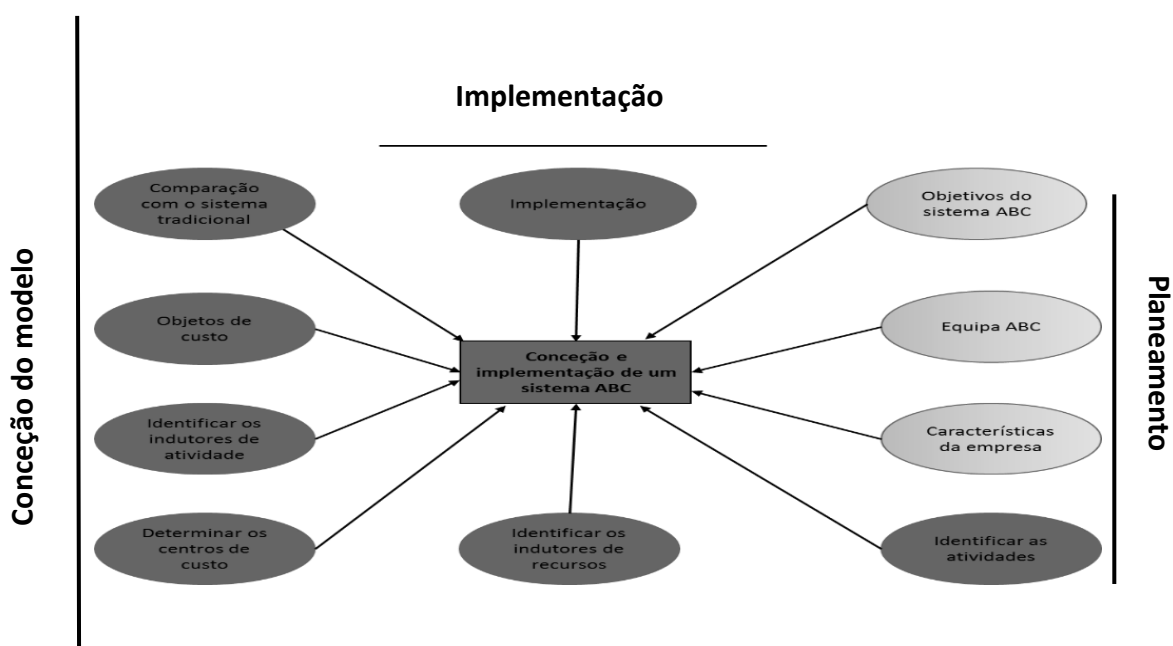 Implementação
Conceção do modelo
Comparação
com o sistema
tradicional
Implementação
Objetivos do
sistema ABC
Objetos de
custo
Equipa ABC
Conceção e
implementação de um
sistema ABC
Identificar os
indutores de
atividade
Características
da empresa
Determinar os
centros de
custo
Identificar os
indutores de
recursos
Identificar as
atividades
Planeamento